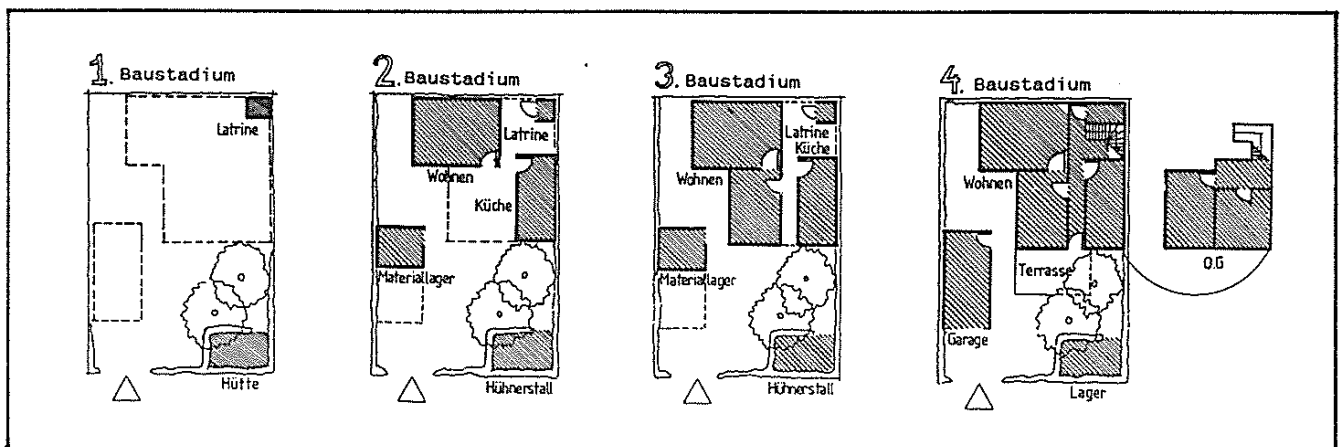 1. Baustadium
Latrine
Hütte
2. Baustadium
Latrine
Wohnen
Küche
Materiallager
Hühnerstall
3. Baustadium
Latrine
Küche
Wohnen
Materiallager
Hühnerstall
4. Baustadium
Wohnen
Terrasse
Garage
Lager
O.G